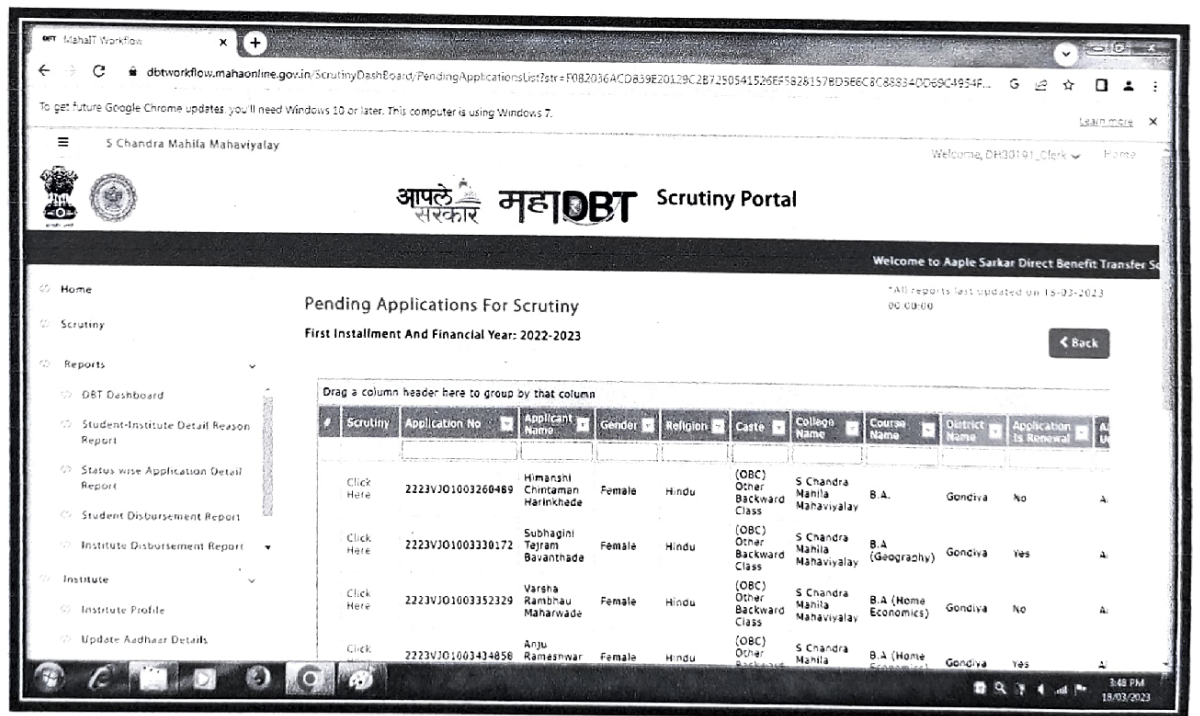 MahaIT Workflow
dbtworkflow.mahaonline.gov.in/ScrutinyDashBoard/PendingApplicationsList?str=
To get future Google Chrome updates, you'll need Windows 10 or later. This computer is using Windows 7.
Learn more
S Chandra Mahila Mahaviyalay
Welcome, DH30191_Clerk
Home
आपले सरकार
महाDBT
Scrutiny Portal
Welcome to Aaple Sarkar Direct Benefit Transfer Sc
Home
Scrutiny
Reports
DBT Dashboard
Student-Institute Detail Reason
Report
Status wise Application Detail
Report
Student Disbursement Report
Institute Disbursement Report
Institute
Institute Profile
Update Aadhaar Details
Pending Applications For Scrutiny
*All reports last updated on 18-03-2023
00:00:00
First Installment And Financial Year: 2022-2023
Back
Drag a column header here to group by that column
# Scrutiny Application No Applicant Name Gender Religion Caste College Name Course Name District Name Application Is Renewal
Click Here 2223VJO1003260489 Himanshi Chintaman Harinkhede Female Hindu (OBC) Other Backward Class S Chandra Mahila Mahaviyalay B.A. Gondiya No
Click Here 2223VJO1003330172 Subhagini Tejram Bavanthade Female Hindu (OBC) Other Backward Class S Chandra Mahila Mahaviyalay B.A (Geography) Gondiya Yes
Click Here 2223VJO1003352329 Varsha Rambhau Maharwade Female Hindu (OBC) Other Backward Class S Chandra Mahila Mahaviyalay B.A (Home Economics) Gondiya No
Click 2223VJO1003434858 Anju Rameshwar Female Hindu (OBC) Other Backward S Chandra Mahila B.A (Home Economics) Gondiya Yes
3:48 PM
18/03/2023